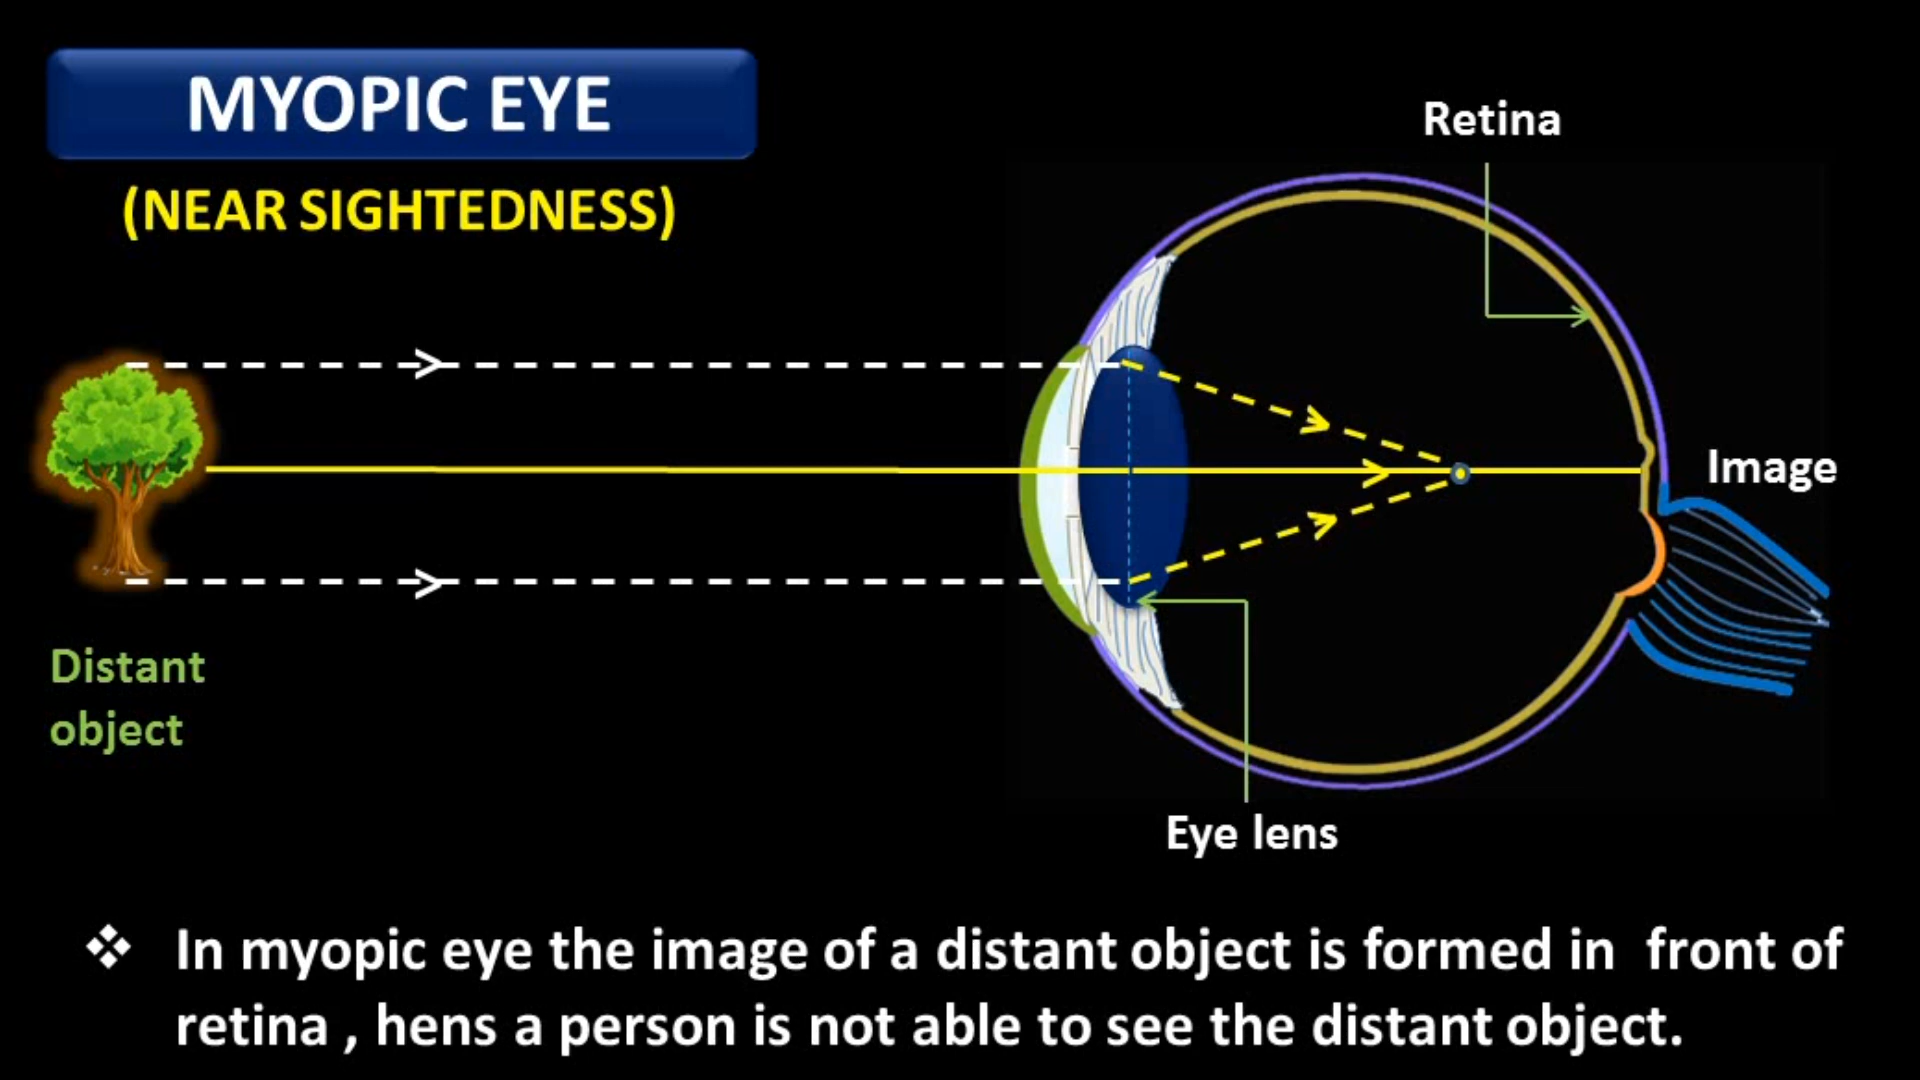 MYOPIC EYE
(NEAR SIGHTEDNESS)
Retina
Image
Distant
object
Eye lens
❖ In myopic eye the image of a distant object is formed in front of
retina , hens a person is not able to see the distant object.